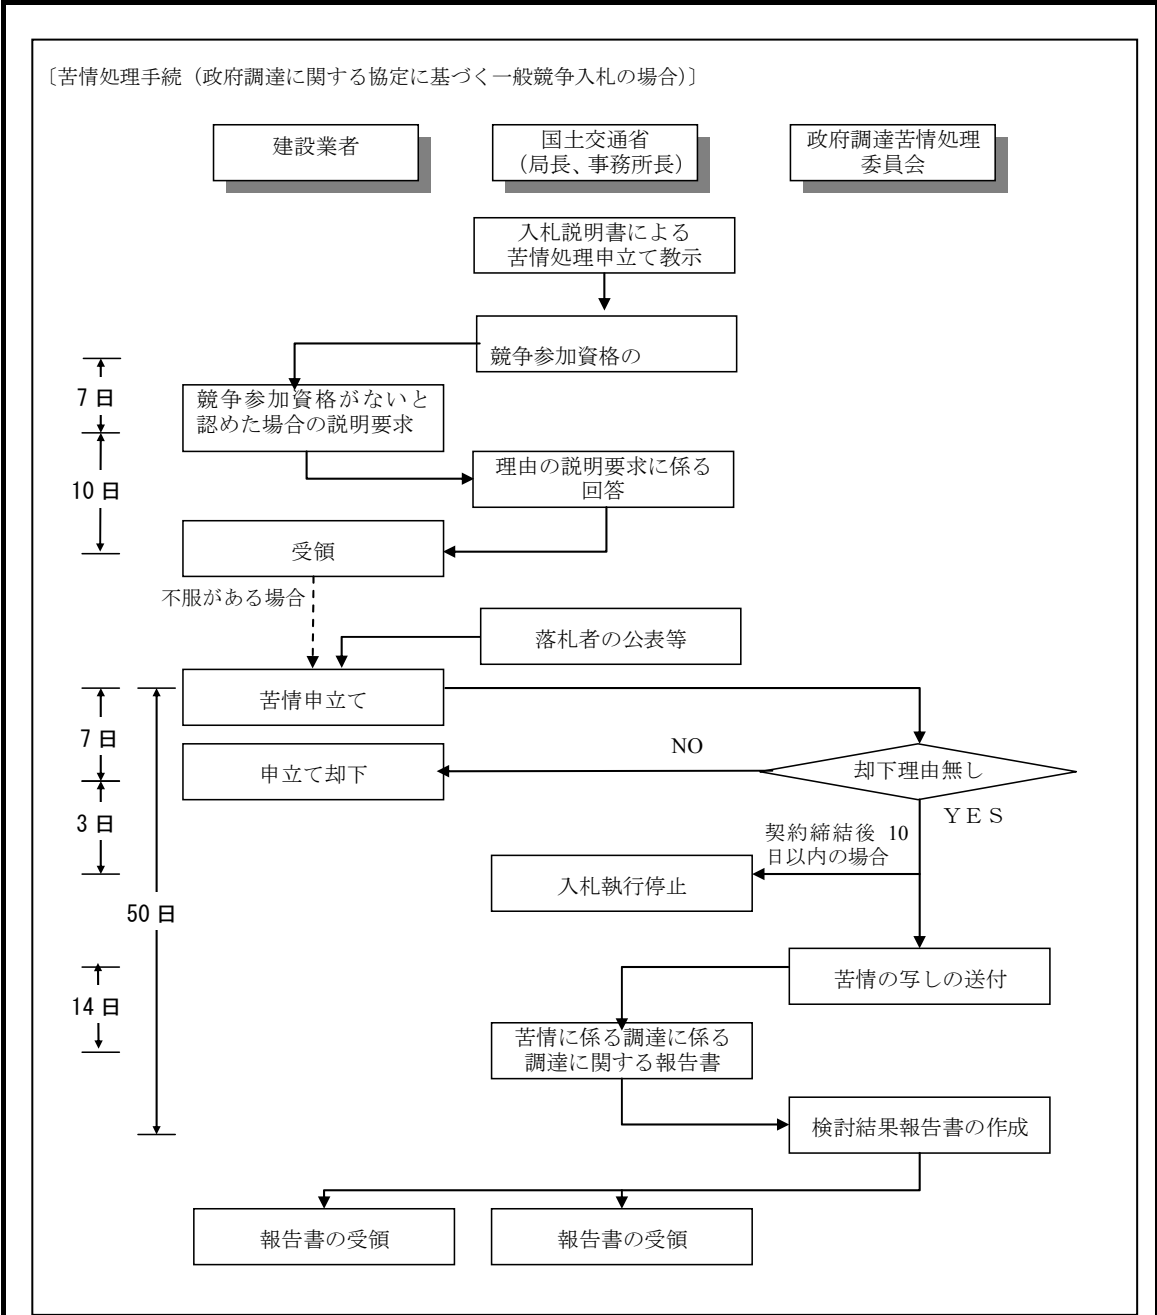 〔苦情処理手続（政府調達に関する協定に基づく一般競争入札の場合）〕
建設業者
国土交通省
（局長、事務所長）
政府調達苦情処理
委員会
入札説明書による
苦情処理申立て教示
競争参加資格の
7日
競争参加資格がないと
認めた場合の説明要求
10日
理由の説明要求に係る
回答
受領
不服がある場合
落札者の公表等
苦情申立て
7日
申立て却下
NO
却下理由無し
YES
3日
契約締結後 10
日以内の場合
入札執行停止
50日
苦情の写しの送付
14日
苦情に係る調達に係る
調達に関する報告書
検討結果報告書の作成
報告書の受領
報告書の受領